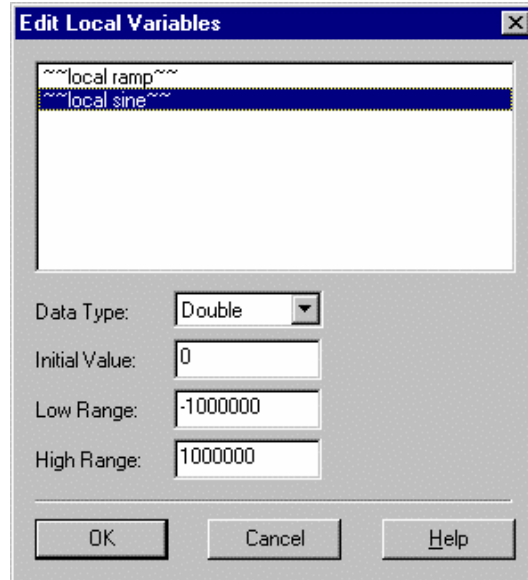 Edit Local Variables
~~local ramp~~
~~local sine~~
Data Type: Double
Initial Value: 0
Low Range: -1000000
High Range: 1000000
OK Cancel Help